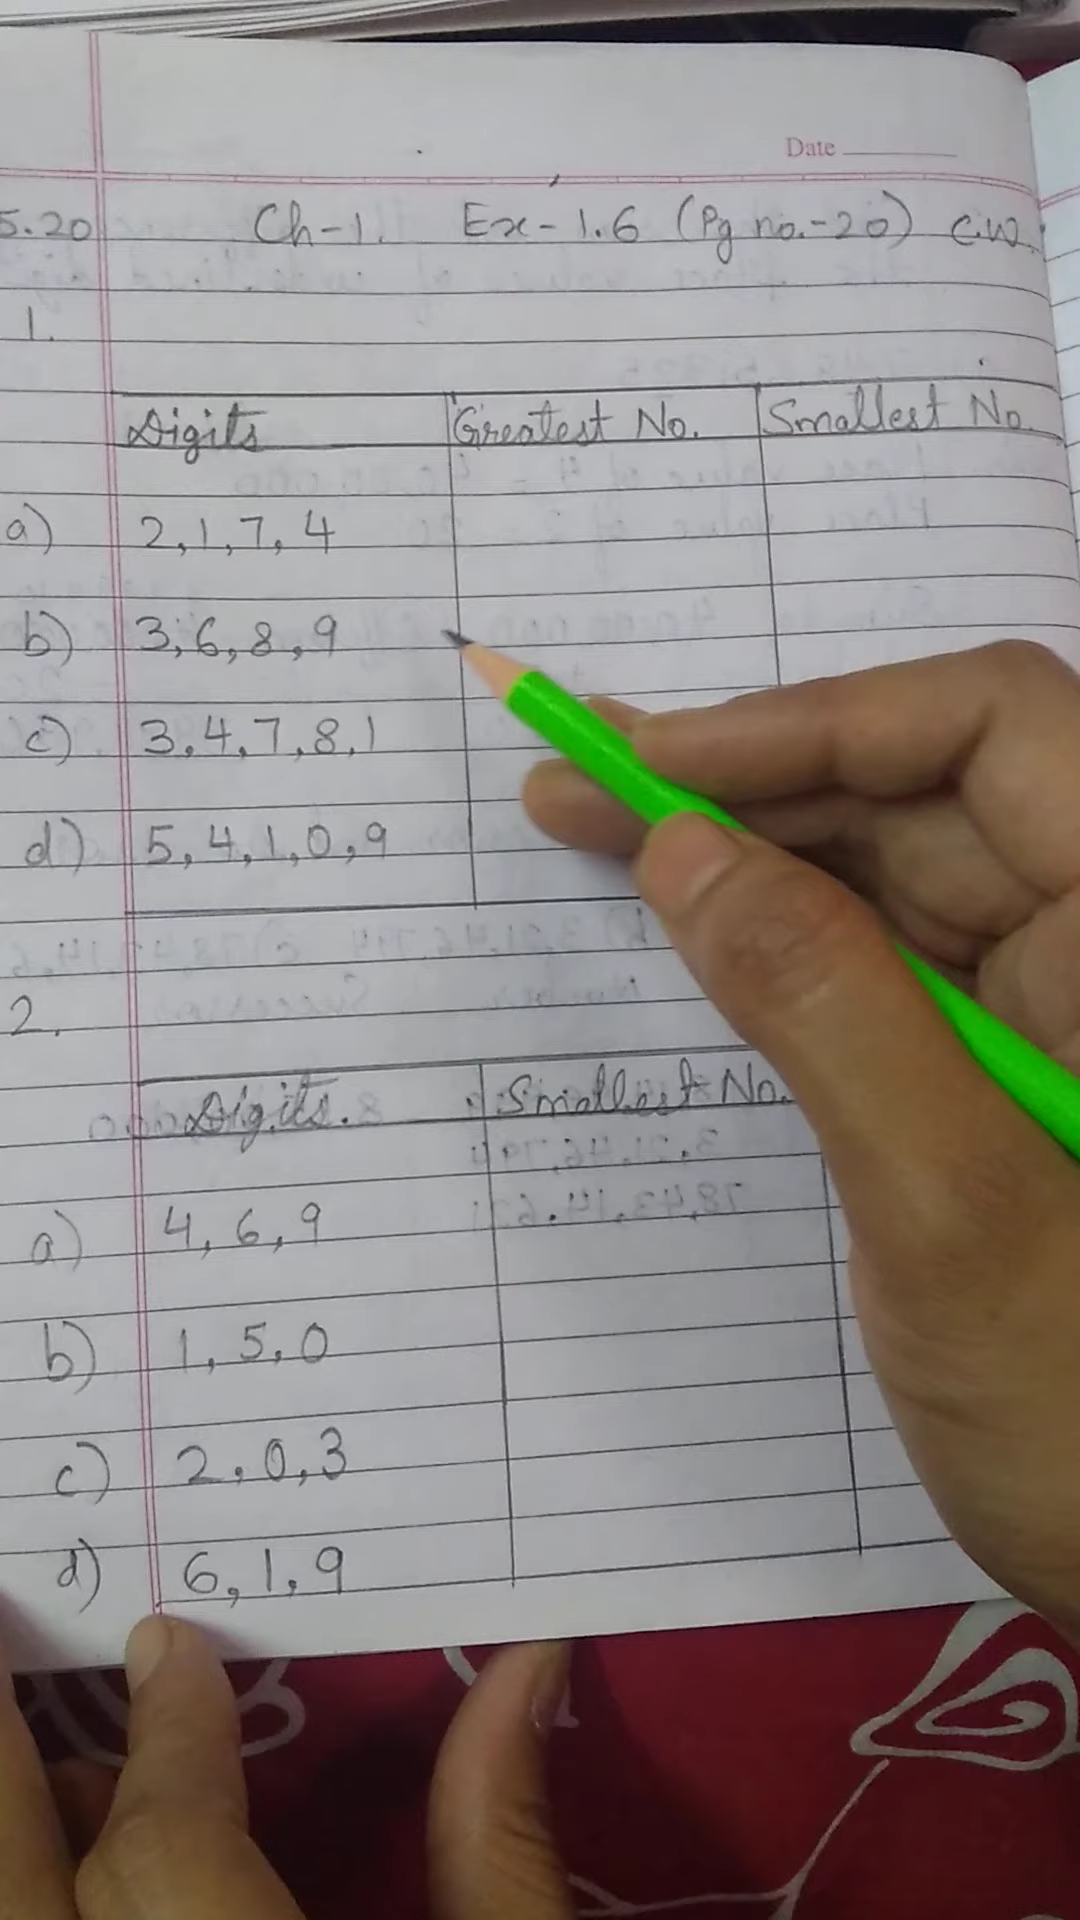 Date
5.20 Ch-1. Ex-1.6 (Pg no.-20) C.W.
1.
Digits Greatest No. Smallest No.
a) 2,1,7,4
b) 3,6,8,9
c) 3,4,7,8,1
d) 5,4,1,0,9
2.
Digits. Smallest No.
a) 4,6,9
b) 1,5,0
c) 2,0,3
d) 6,1,9